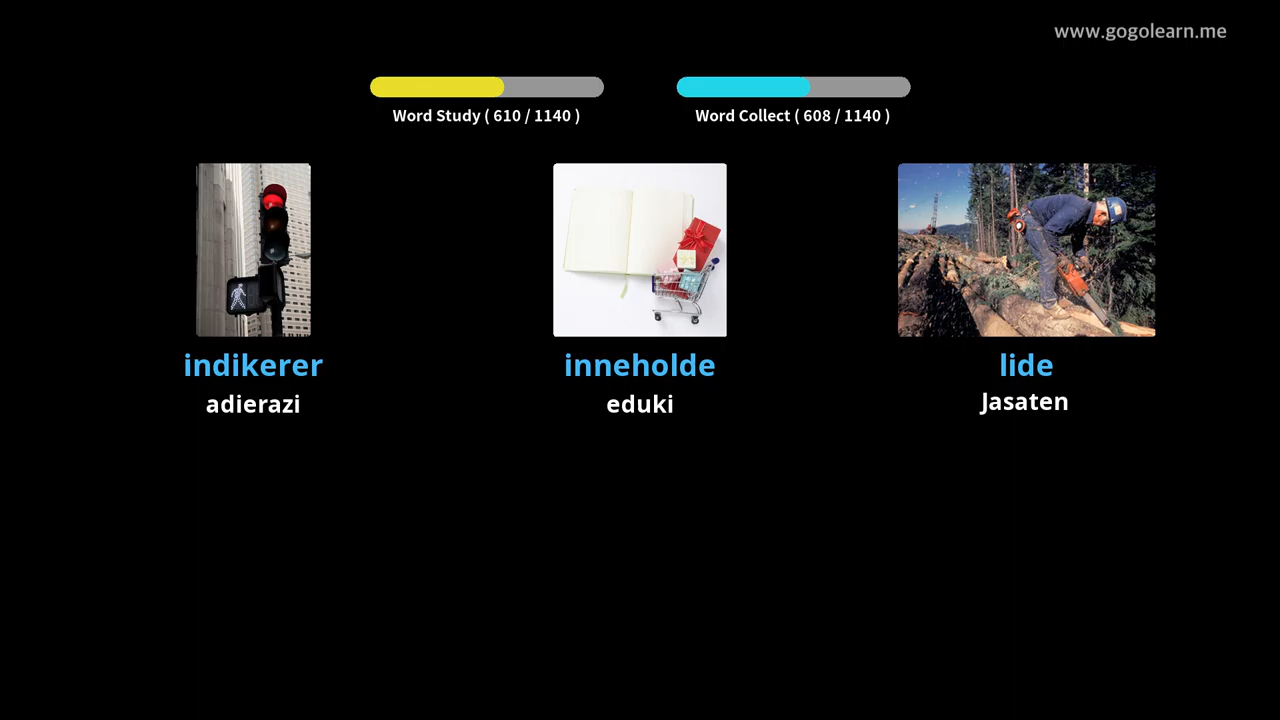 www.gogolearn.me
Word Study ( 610 / 1140 )
Word Collect ( 608 / 1140 )
indikerer
inneholde
lide
adierazi
eduki
Jasaten